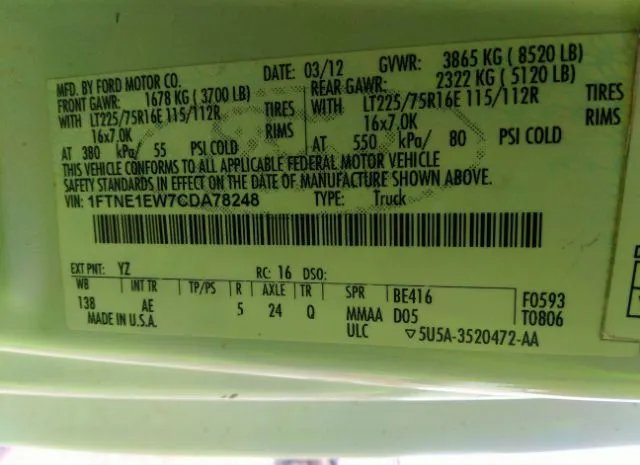 MFD. BY FORD MOTOR CO.
DATE: 03/12 GVWR: 3865 KG ( 8520 LB)
FRONT GAWR: 1678 KG (3700 LB) REAR GAWR: 2322 KG ( 5120 LB)
WITH LT225/75R16E 115/112R TIRES WITH LT225/75R16E 115/112R TIRES
16x7.0K RIMS 16x7.0K RIMS
AT 380 kPa/ 55 PSI COLD AT 550 kPa/ 80 PSI COLD
THIS VEHICLE CONFORMS TO ALL APPLICABLE FEDERAL MOTOR VEHICLE
SAFETY STANDARDS IN EFFECT ON THE DATE OF MANUFACTURE SHOWN ABOVE.
VIN: 1FTNE1EW7CDA78248 TYPE: Truck
EXT PNT: YZ RC: 16 DSO:
WB INT TR TP/PS R AXLE TR SPR BE416 F0593
138 AE 5 24 Q MMAA D05 T0806
MADE IN U.S.A. ULC ▽5U5A-3520472-AA